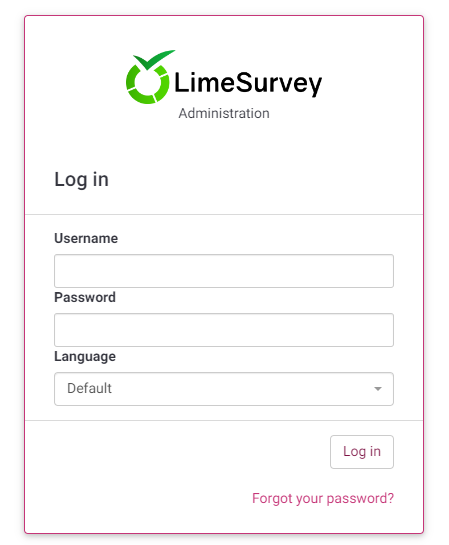 LimeSurvey
Administration
Log in
Username
Password
Language
Default
Log in
Forgot your password?